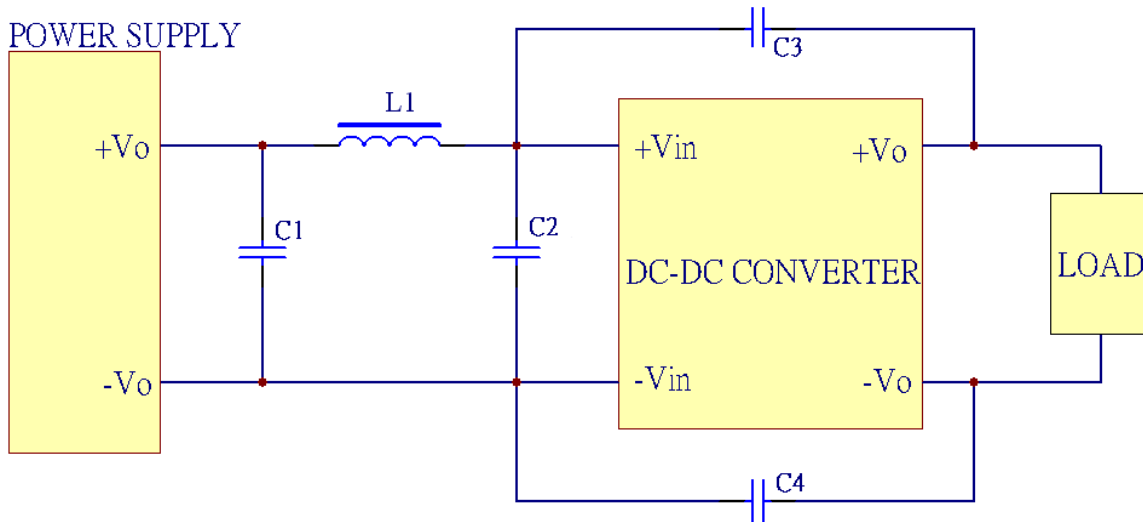 POWER SUPPLY
C3
L1
+Vo
+Vin
+Vo
C1
C2
DC-DC CONVERTER
LOAD
-Vo
-Vin
-Vo
C4